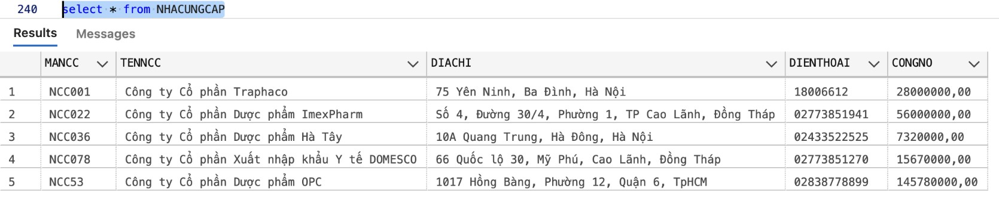 240 select * from NHACUNGCAP
Results Messages
MANCC TENNCC DIACHI DIENTHOAI CONGNO
1 NCC001 Công ty Cổ phần Traphaco 75 Yên Ninh, Ba Đình, Hà Nội 18006612 28000000,00
2 NCC022 Công ty Cổ phần Dược phẩm ImexPharm Số 4, Đường 30/4, Phường 1, TP Cao Lãnh, Đồng Tháp 02773851941 56000000,00
3 NCC036 Công ty Cổ phần Dược phẩm Hà Tây 10A Quang Trung, Hà Đông, Hà Nội 02433522525 7320000,00
4 NCC078 Công ty Cổ phần Xuất nhập khẩu Y tế DOMESCO 66 Quốc lộ 30, Mỹ Phú, Cao Lãnh, Đồng Tháp 02773851270 15670000,00
5 NCC53 Công ty Cổ phần Dược phẩm OPC 1017 Hồng Bàng, Phường 12, Quận 6, TpHCM 02838778899 145780000,00